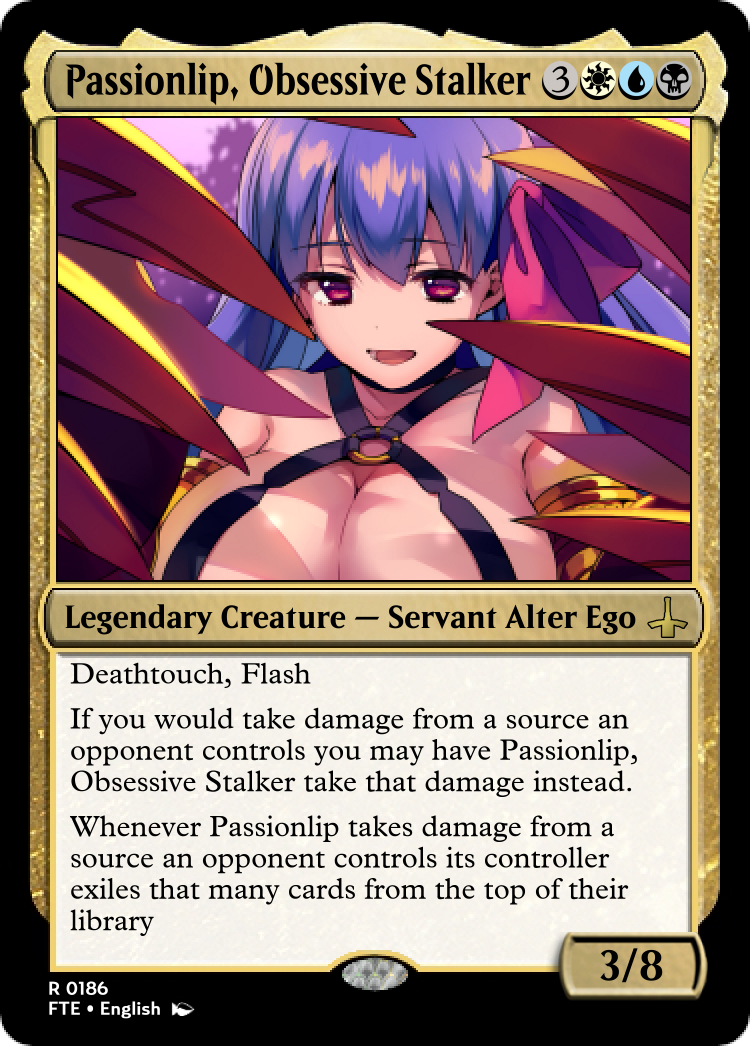 Passionlip, Obsessive Stalker 3
Legendary Creature — Servant Alter Ego
Deathtouch, Flash
If you would take damage from a source an
opponent controls you may have Passionlip,
Obsessive Stalker take that damage instead.
Whenever Passionlip takes damage from a
source an opponent controls its controller
exiles that many cards from the top of their
library
3/8
R 0186
FTE • English